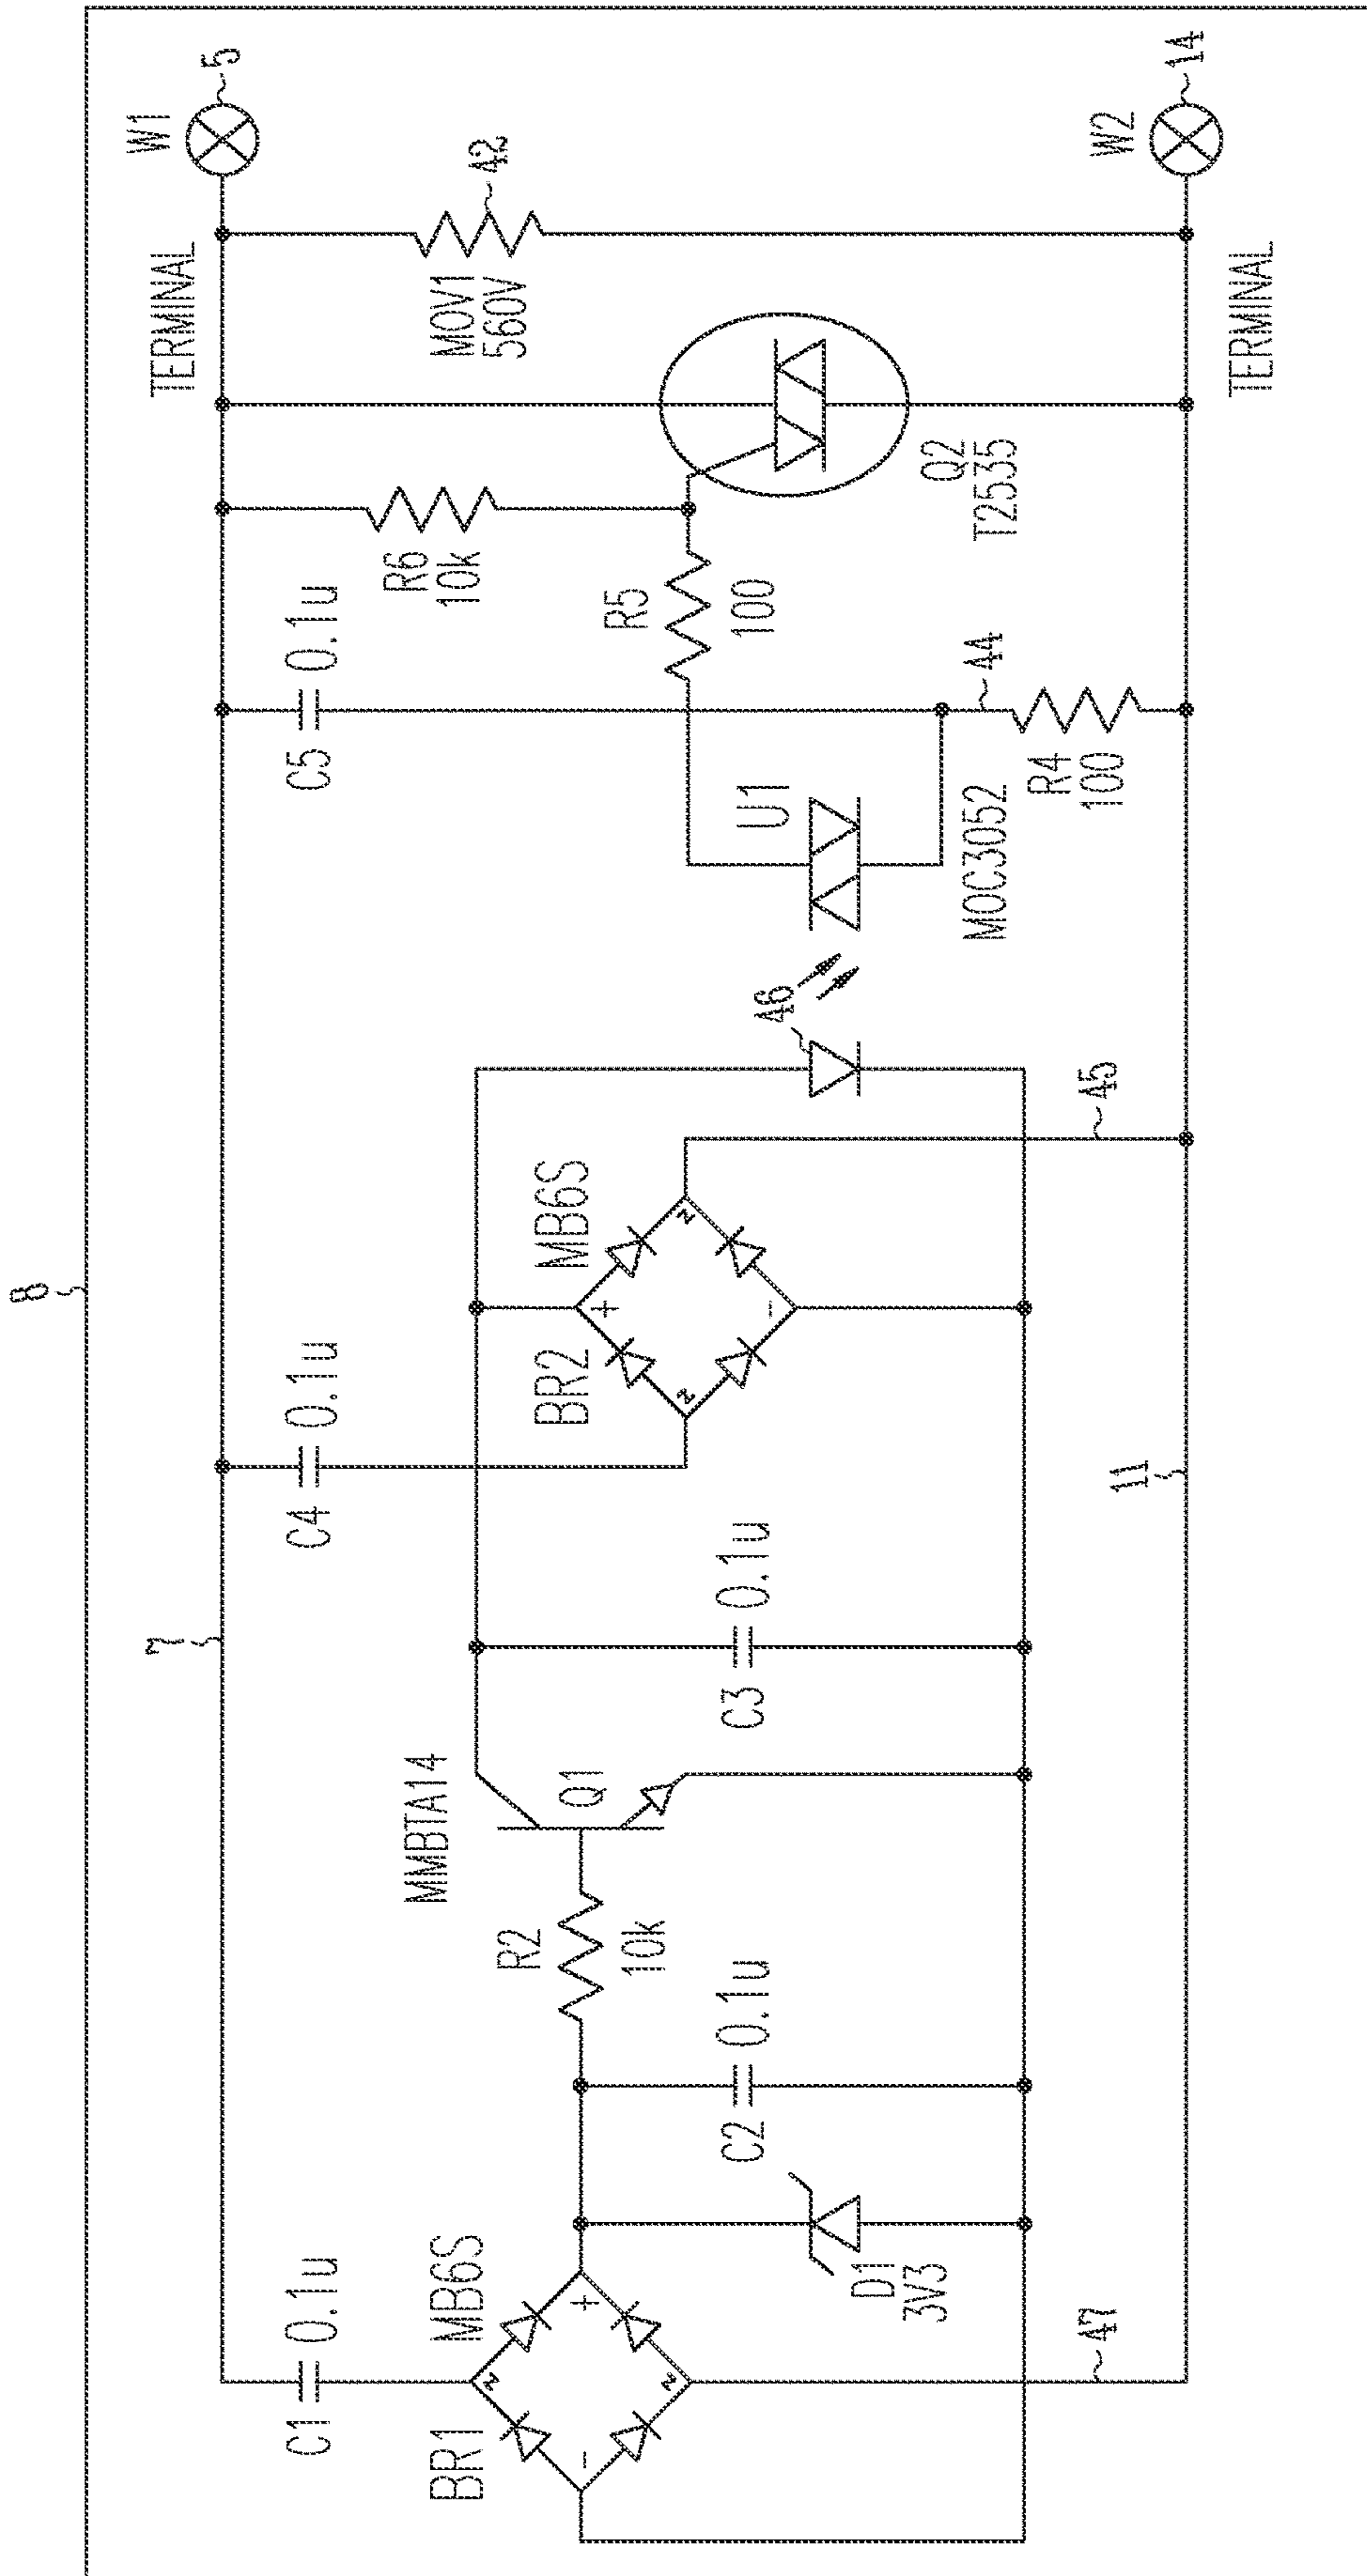 8
W1
5
TERMINAL
7
C1
0.1u
C4
0.1u
C5
0.1u
R6
10k
MOV1
560V
42
BR1
MB6S
+
-
R2
10k
MMBTA14
Q1
BR2
MB6S
+
-
R5
100
C2
0.1u
C3
0.1u
D1
3V3
46
U1
MOC3052
Q2
T2535
44
R4
100
47
11
45
W2
14
TERMINAL